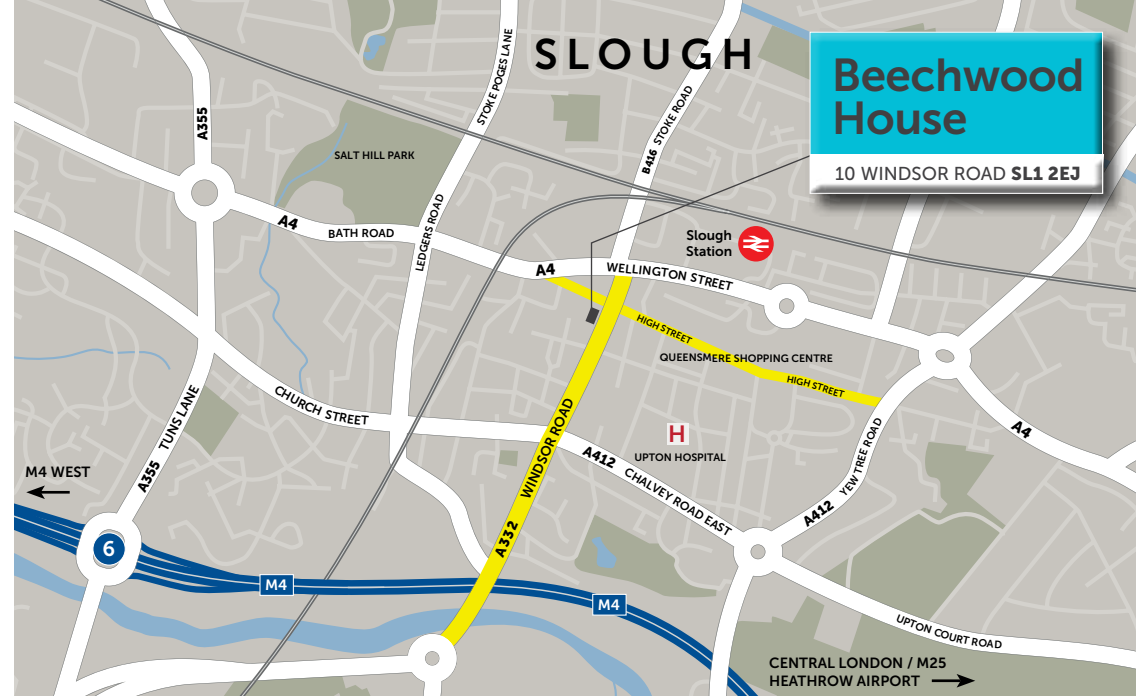 SLOUGH
Beechwood
House
10 WINDSOR ROAD SL1 2EJ
A355
STOKE POGES LANE
B416 STOKE ROAD
SALT HILL PARK
A4
BATH ROAD
LEDGERS ROAD
Slough
Station
A4
WELLINGTON STREET
HIGH STREET
QUEENSMERE SHOPPING CENTRE
HIGH STREET
CHURCH STREET
A355 TUNS LANE
WINDSOR ROAD
A332
H
UPTON HOSPITAL
A412 CHALVEY ROAD EAST
A412 YEW TREE ROAD
A4
M4 WEST
6
M4
M4
UPTON COURT ROAD
CENTRAL LONDON / M25
HEATHROW AIRPORT